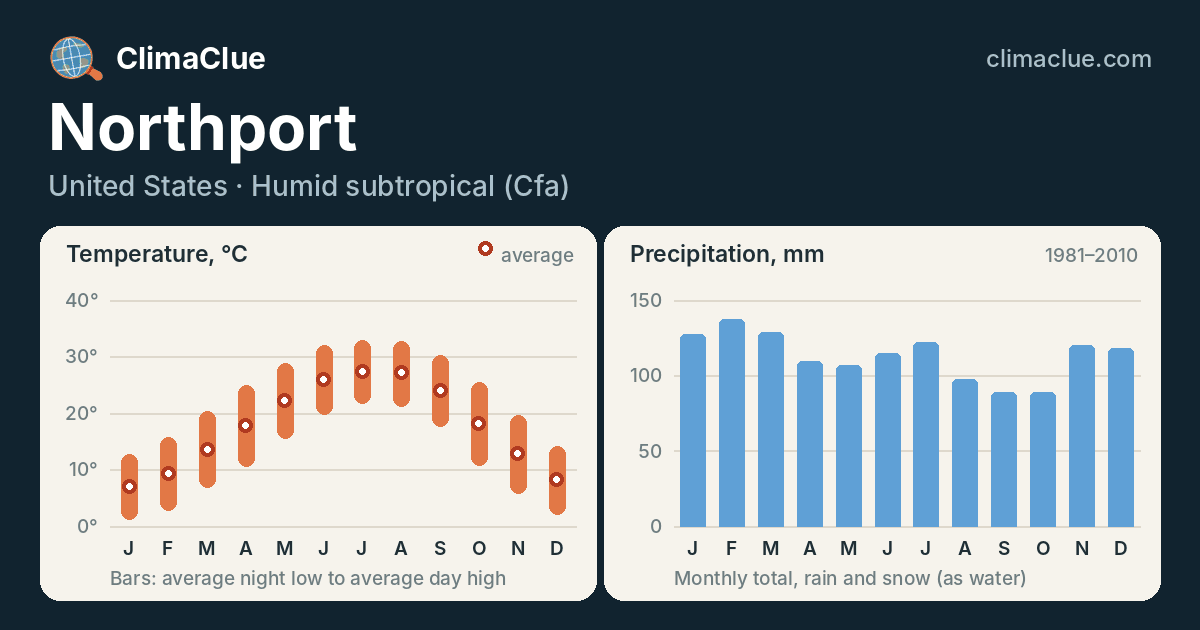 ClimaClue
climaclue.com
Northport
United States · Humid subtropical (Cfa)
Temperature, °C
average
40°
30°
20°
10°
0°
J F M A M J J A S O N D
Bars: average night low to average day high
Precipitation, mm
1981–2010
150
100
50
0
J F M A M J J A S O N D
Monthly total, rain and snow (as water)